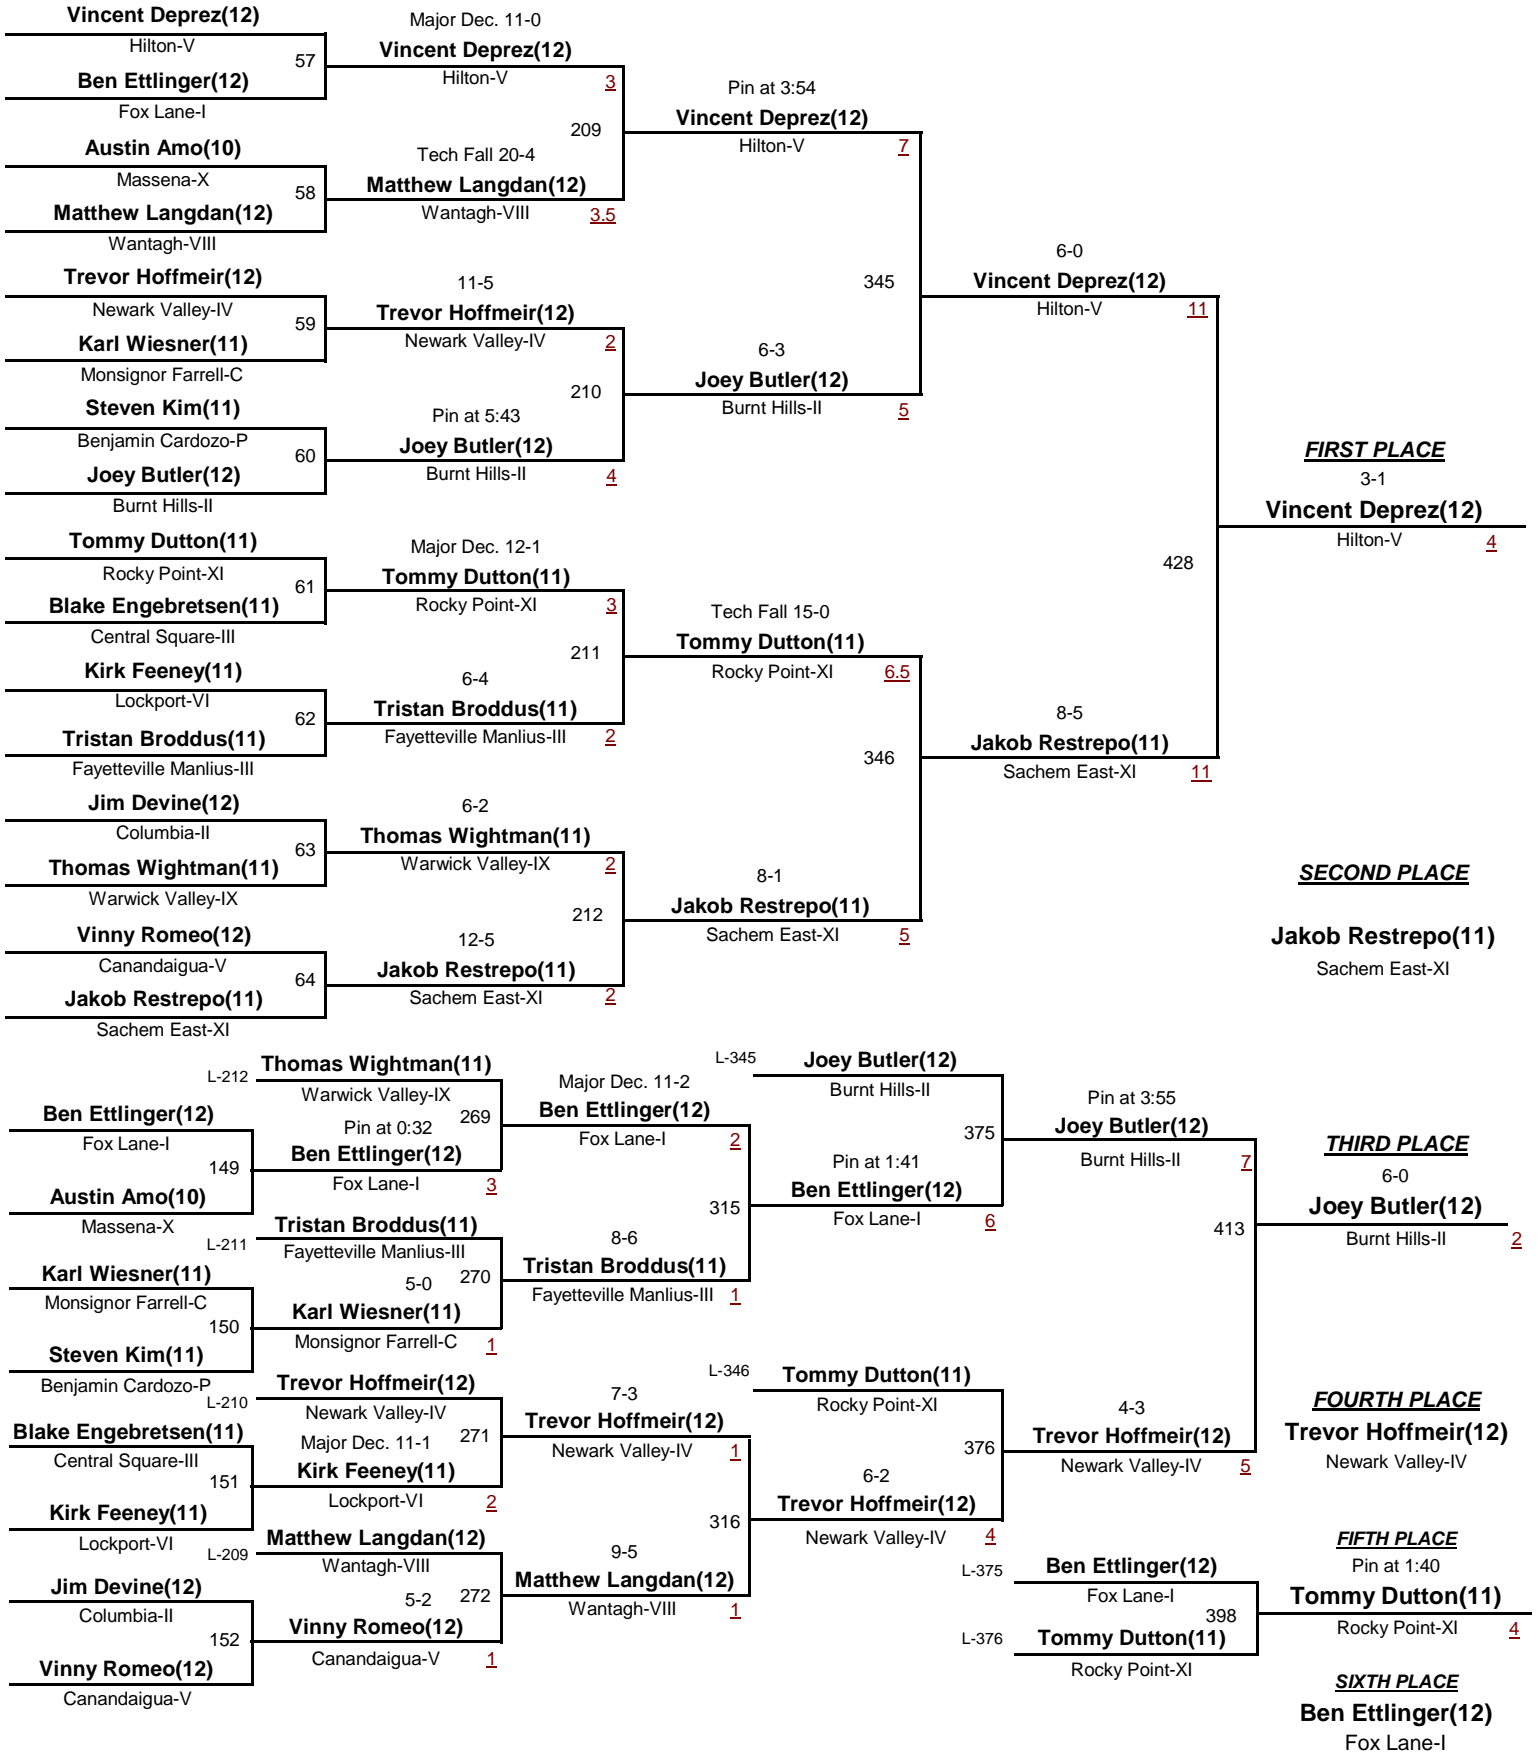 Vincent Deprez(12)
Hilton-V
57
Ben Ettlinger(12)
Fox Lane-I
Austin Amo(10)
Massena-X
58
Matthew Langdan(12)
Wantagh-VIII
Trevor Hoffmeir(12)
Newark Valley-IV
59
Karl Wiesner(11)
Monsignor Farrell-C
Steven Kim(11)
Benjamin Cardozo-P
60
Joey Butler(12)
Burnt Hills-II
Tommy Dutton(11)
Rocky Point-XI
61
Blake Engebretsen(11)
Central Square-III
Kirk Feeney(11)
Lockport-VI
62
Tristan Broddus(11)
Fayetteville Manlius-III
Jim Devine(12)
Columbia-II
63
Thomas Wightman(11)
Warwick Valley-IX
Vinny Romeo(12)
Canandaigua-V
64
Jakob Restrepo(11)
Sachem East-XI
Major Dec. 11-0
Vincent Deprez(12)
Hilton-V
3
209
Tech Fall 20-4
Matthew Langdan(12)
Wantagh-VIII
3.5
11-5
Trevor Hoffmeir(12)
Newark Valley-IV
2
210
Pin at 5:43
Joey Butler(12)
Burnt Hills-II
4
Major Dec. 12-1
Tommy Dutton(11)
Rocky Point-XI
3
211
6-4
Tristan Broddus(11)
Fayetteville Manlius-III
2
6-2
Thomas Wightman(11)
Warwick Valley-IX
2
212
12-5
Jakob Restrepo(11)
Sachem East-XI
2
Pin at 3:54
Vincent Deprez(12)
Hilton-V
7
345
6-3
Joey Butler(12)
Burnt Hills-II
5
Tech Fall 15-0
Tommy Dutton(11)
Rocky Point-XI
6.5
346
8-1
Jakob Restrepo(11)
Sachem East-XI
5
6-0
Vincent Deprez(12)
Hilton-V
11
428
8-5
Jakob Restrepo(11)
Sachem East-XI
11
FIRST PLACE
3-1
Vincent Deprez(12)
Hilton-V
4
SECOND PLACE
Jakob Restrepo(11)
Sachem East-XI
Ben Ettlinger(12)
Fox Lane-I
149
Austin Amo(10)
Massena-X
Karl Wiesner(11)
Monsignor Farrell-C
150
Steven Kim(11)
Benjamin Cardozo-P
Blake Engebretsen(11)
Central Square-III
151
Kirk Feeney(11)
Lockport-VI
Jim Devine(12)
Columbia-II
152
Vinny Romeo(12)
Canandaigua-V
L-212
Thomas Wightman(11)
Warwick Valley-IX
269
Pin at 0:32
Ben Ettlinger(12)
Fox Lane-I
3
L-211
Tristan Broddus(11)
Fayetteville Manlius-III
270
5-0
Karl Wiesner(11)
Monsignor Farrell-C
1
L-210
Trevor Hoffmeir(12)
Newark Valley-IV
271
Major Dec. 11-1
Kirk Feeney(11)
Lockport-VI
2
L-209
Matthew Langdan(12)
Wantagh-VIII
272
5-2
Vinny Romeo(12)
Canandaigua-V
1
Major Dec. 11-2
Ben Ettlinger(12)
Fox Lane-I
2
315
8-6
Tristan Broddus(11)
Fayetteville Manlius-III
1
7-3
Trevor Hoffmeir(12)
Newark Valley-IV
1
316
9-5
Matthew Langdan(12)
Wantagh-VIII
1
L-345
Joey Butler(12)
Burnt Hills-II
375
Pin at 1:41
Ben Ettlinger(12)
Fox Lane-I
6
L-346
Tommy Dutton(11)
Rocky Point-XI
376
6-2
Trevor Hoffmeir(12)
Newark Valley-IV
4
Pin at 3:55
Joey Butler(12)
Burnt Hills-II
7
413
4-3
Trevor Hoffmeir(12)
Newark Valley-IV
5
THIRD PLACE
6-0
Joey Butler(12)
Burnt Hills-II
2
FOURTH PLACE
Trevor Hoffmeir(12)
Newark Valley-IV
L-375
Ben Ettlinger(12)
Fox Lane-I
398
L-376
Tommy Dutton(11)
Rocky Point-XI
FIFTH PLACE
Pin at 1:40
Tommy Dutton(11)
Rocky Point-XI
4
SIXTH PLACE
Ben Ettlinger(12)
Fox Lane-I